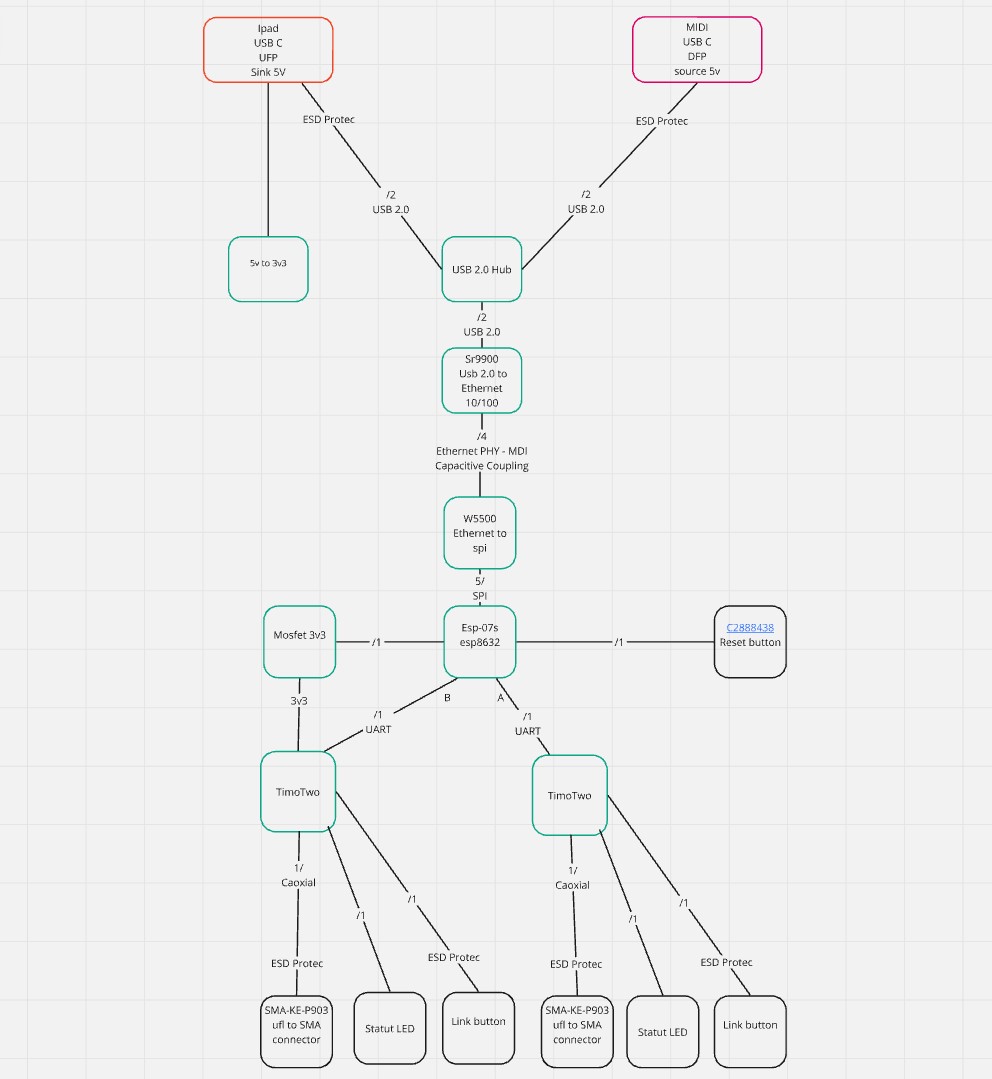 Ipad
USB C
UFP
Sink 5V
MIDI
USB C
DFP
source 5v
ESD Protec
ESD Protec
/2
USB 2.0
/2
USB 2.0
5v to 3v3
USB 2.0 Hub
/2
USB 2.0
Sr9900
Usb 2.0 to
Ethernet
10/100
/4
Ethernet PHY - MDI
Capacitive Coupling
W5500
Ethernet to
spi
5/
SPI
Mosfet 3v3
/1
Esp-07s
esp8632
/1
C2888438
Reset button
3v3
B
A
/1
UART
/1
UART
TimoTwo
TimoTwo
1/
Caoxial
/1
/1
1/
Caoxial
/1
/1
ESD Protec
ESD Protec
ESD Protec
ESD Protec
SMA-KE-P903
ufl to SMA
connector
Statut LED
Link button
SMA-KE-P903
ufl to SMA
connector
Statut LED
Link button